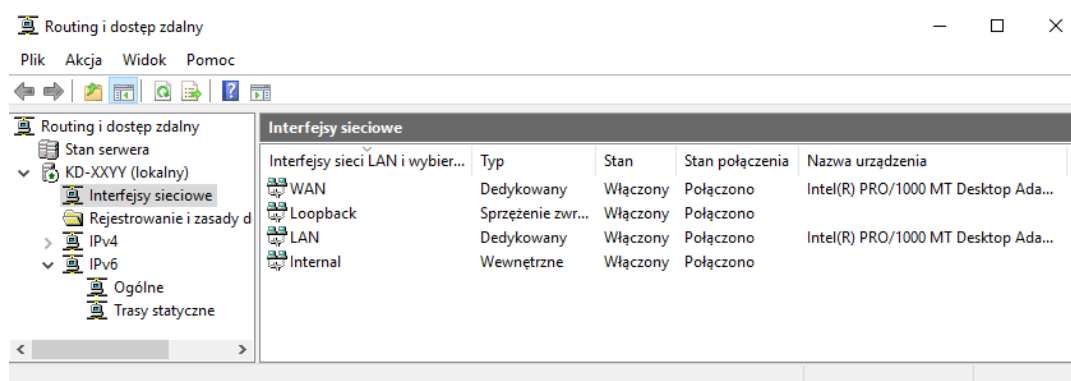 Routing i dostęp zdalny
Plik Akcja Widok Pomoc
Routing i dostęp zdalny
Stan serwera
KD-XXYY (lokalny)
Interfejsy sieciowe
Rejestrowanie i zasady d
IPv4
IPv6
Ogólne
Trasy statyczne
Interfejsy sieciowe
Interfejsy sieci LAN i wybier... Typ Stan Stan połączenia Nazwa urządzenia
WAN Dedykowany Włączony Połączono Intel(R) PRO/1000 MT Desktop Ada...
Loopback Sprzężenie zwr... Włączony Połączono
LAN Dedykowany Włączony Połączono Intel(R) PRO/1000 MT Desktop Ada...
Internal Wewnętrzne Włączony Połączono